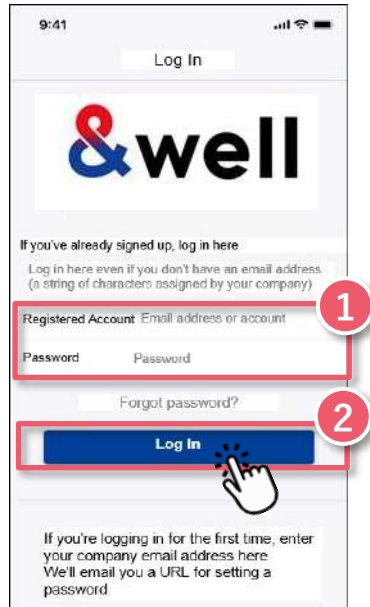 9:41
Log In
&well
If you've already signed up, log in here
Log in here even if you don't have an email address
(a string of characters assigned by your company)
1
Registered Account Email address or account
Password Password
Forgot password?
2
Log In
If you're logging in for the first time, enter
your company email address here
We'll email you a URL for setting a
password